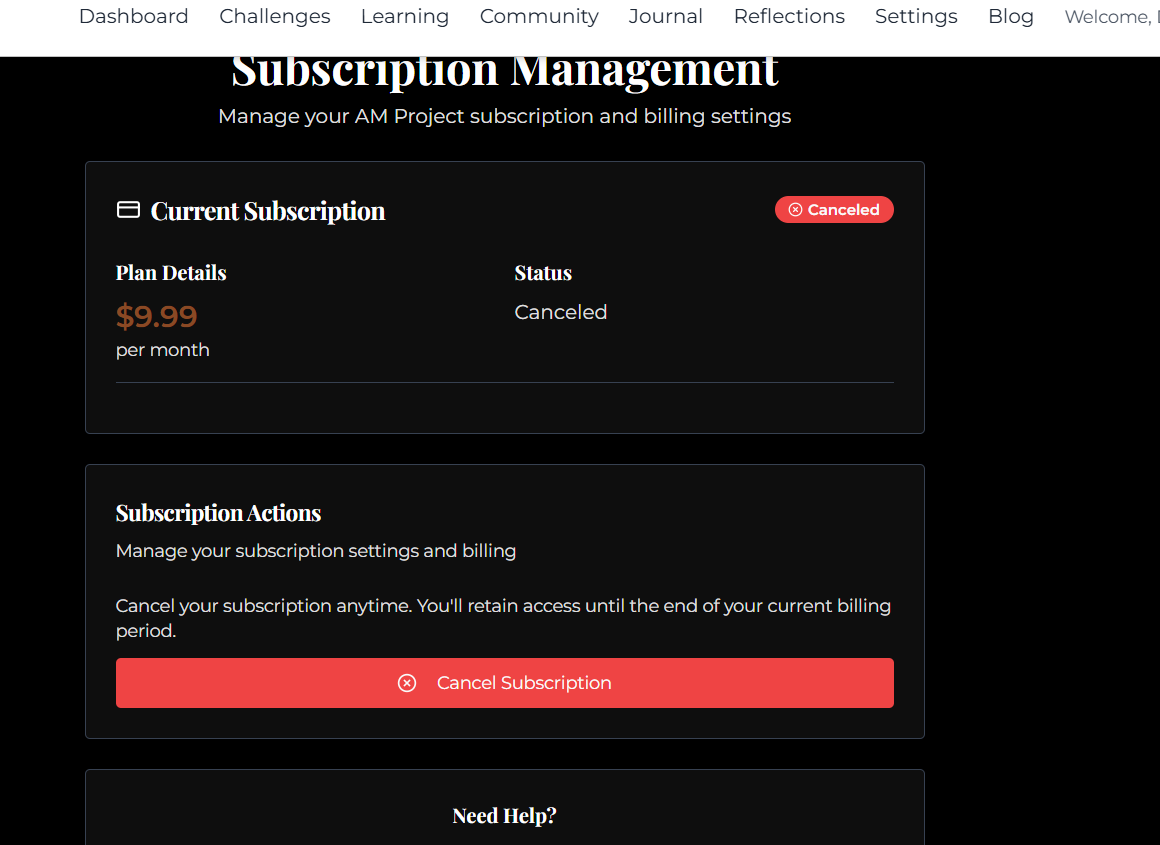 Dashboard Challenges Learning Community Journal Reflections Settings Blog Welcome,
Subscription Management
Manage your AM Project subscription and billing settings
Current Subscription
Canceled
Plan Details
$9.99
per month
Status
Canceled
Subscription Actions
Manage your subscription settings and billing
Cancel your subscription anytime. You'll retain access until the end of your current billing
period.
Cancel Subscription
Need Help?